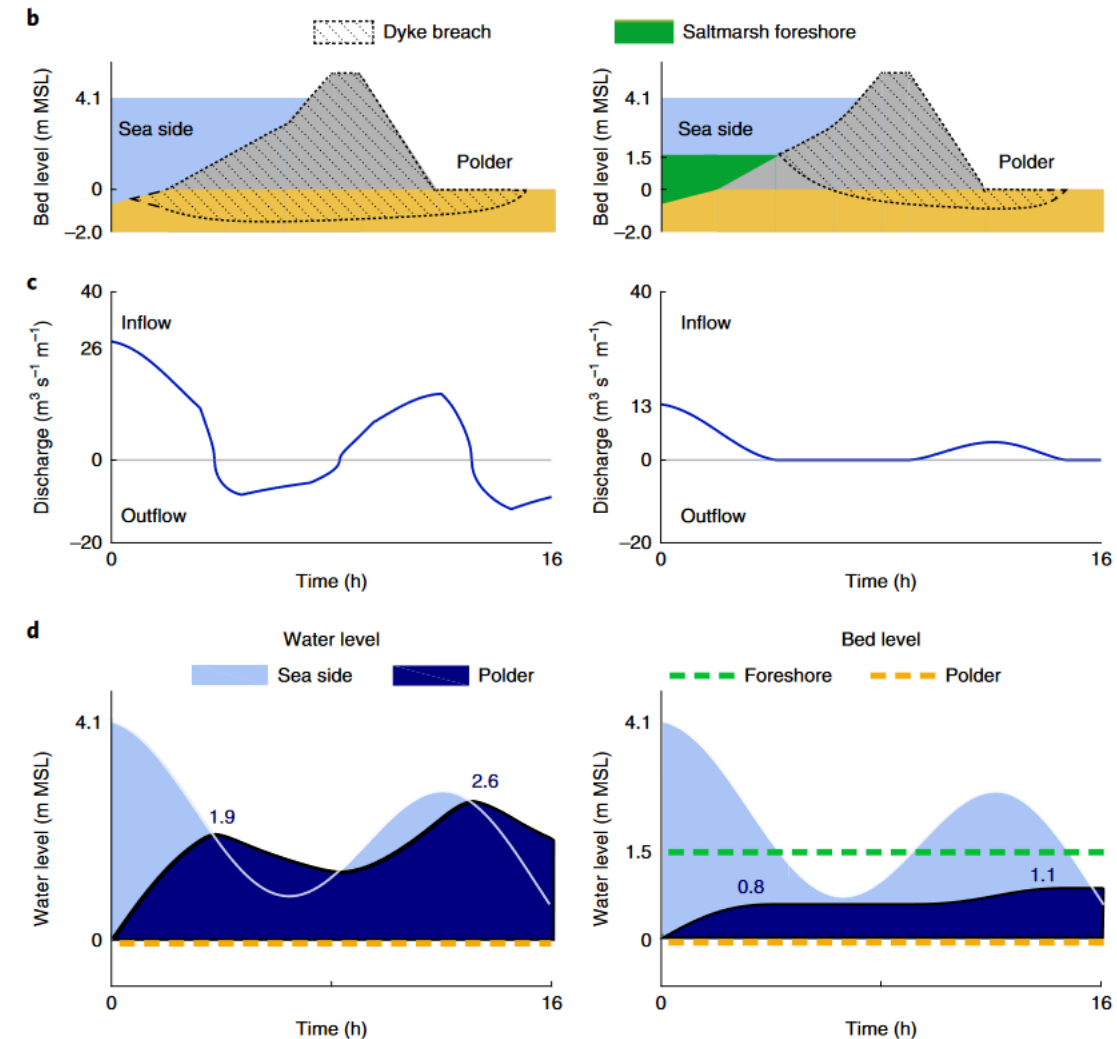 b
Dyke breach
Saltmarsh foreshore
Bed level (m MSL)
4.1
0
−2.0
Sea side
Polder
Bed level (m MSL)
4.1
1.5
0
−2.0
Sea side
Polder
c
Discharge (m³ s⁻¹ m⁻¹)
40
26
0
−20
Inflow
Outflow
0
16
Time (h)
Discharge (m³ s⁻¹ m⁻¹)
40
13
0
−20
Inflow
Outflow
0
16
Time (h)
d
Water level
Sea side
Polder
Bed level
Foreshore
Polder
Water level (m MSL)
4.1
0
1.9
2.6
0
16
Time (h)
Water level (m MSL)
4.1
1.5
0
0.8
1.1
0
16
Time (h)